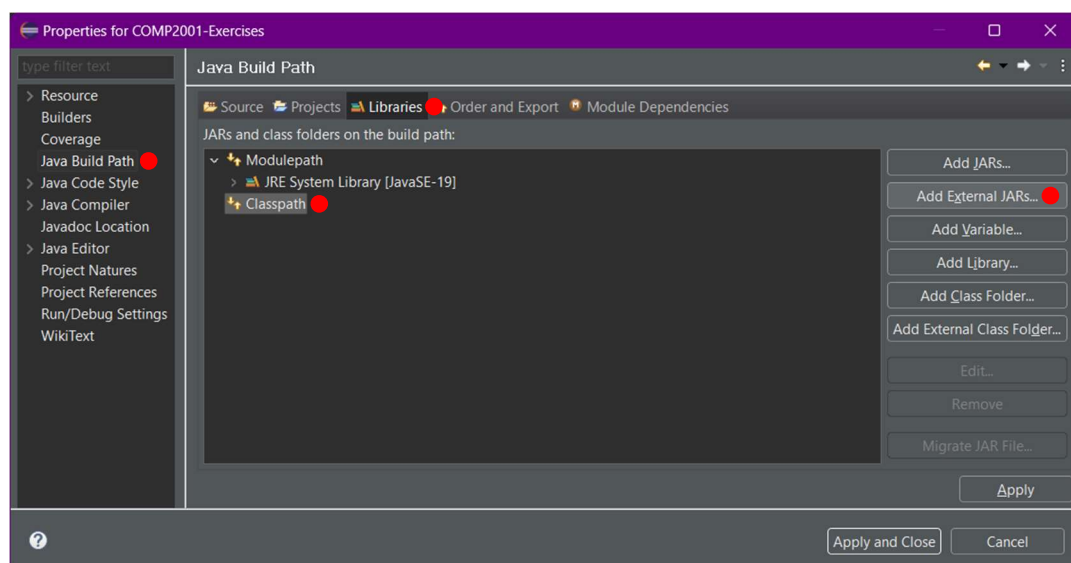 Properties for COMP2001-Exercises
type filter text
Java Build Path
Resource
Builders
Coverage
Java Build Path
Java Code Style
Java Compiler
Javadoc Location
Java Editor
Project Natures
Project References
Run/Debug Settings
WikiText
Source Projects Libraries Order and Export Module Dependencies
JARs and class folders on the build path:
Modulepath
JRE System Library [JavaSE-19]
Classpath
Add JARs...
Add External JARs...
Add Variable...
Add Library...
Add Class Folder...
Add External Class Folder...
Edit...
Remove
Migrate JAR File...
Apply
Apply and Close Cancel